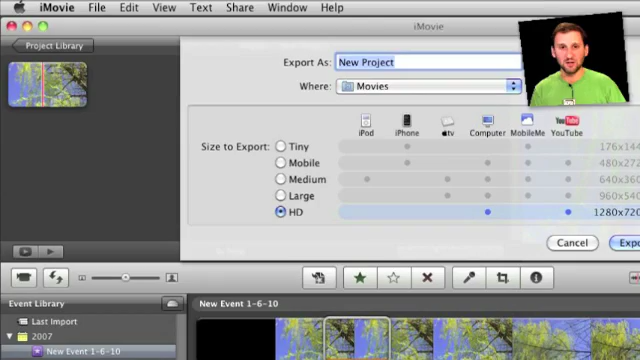 iMovie File Edit View Text Share Window Help
iMovie
Project Library
Export As: New Project
Where: Movies
iPod iPhone tv Computer MobileMe YouTube
Size to Export: Tiny 176x144
Mobile 480x272
Medium 640x360
Large 960x540
HD 1280x720
Cancel Expo
Event Library New Event 1-6-10
Last Import
2007
New Event 1-6-10